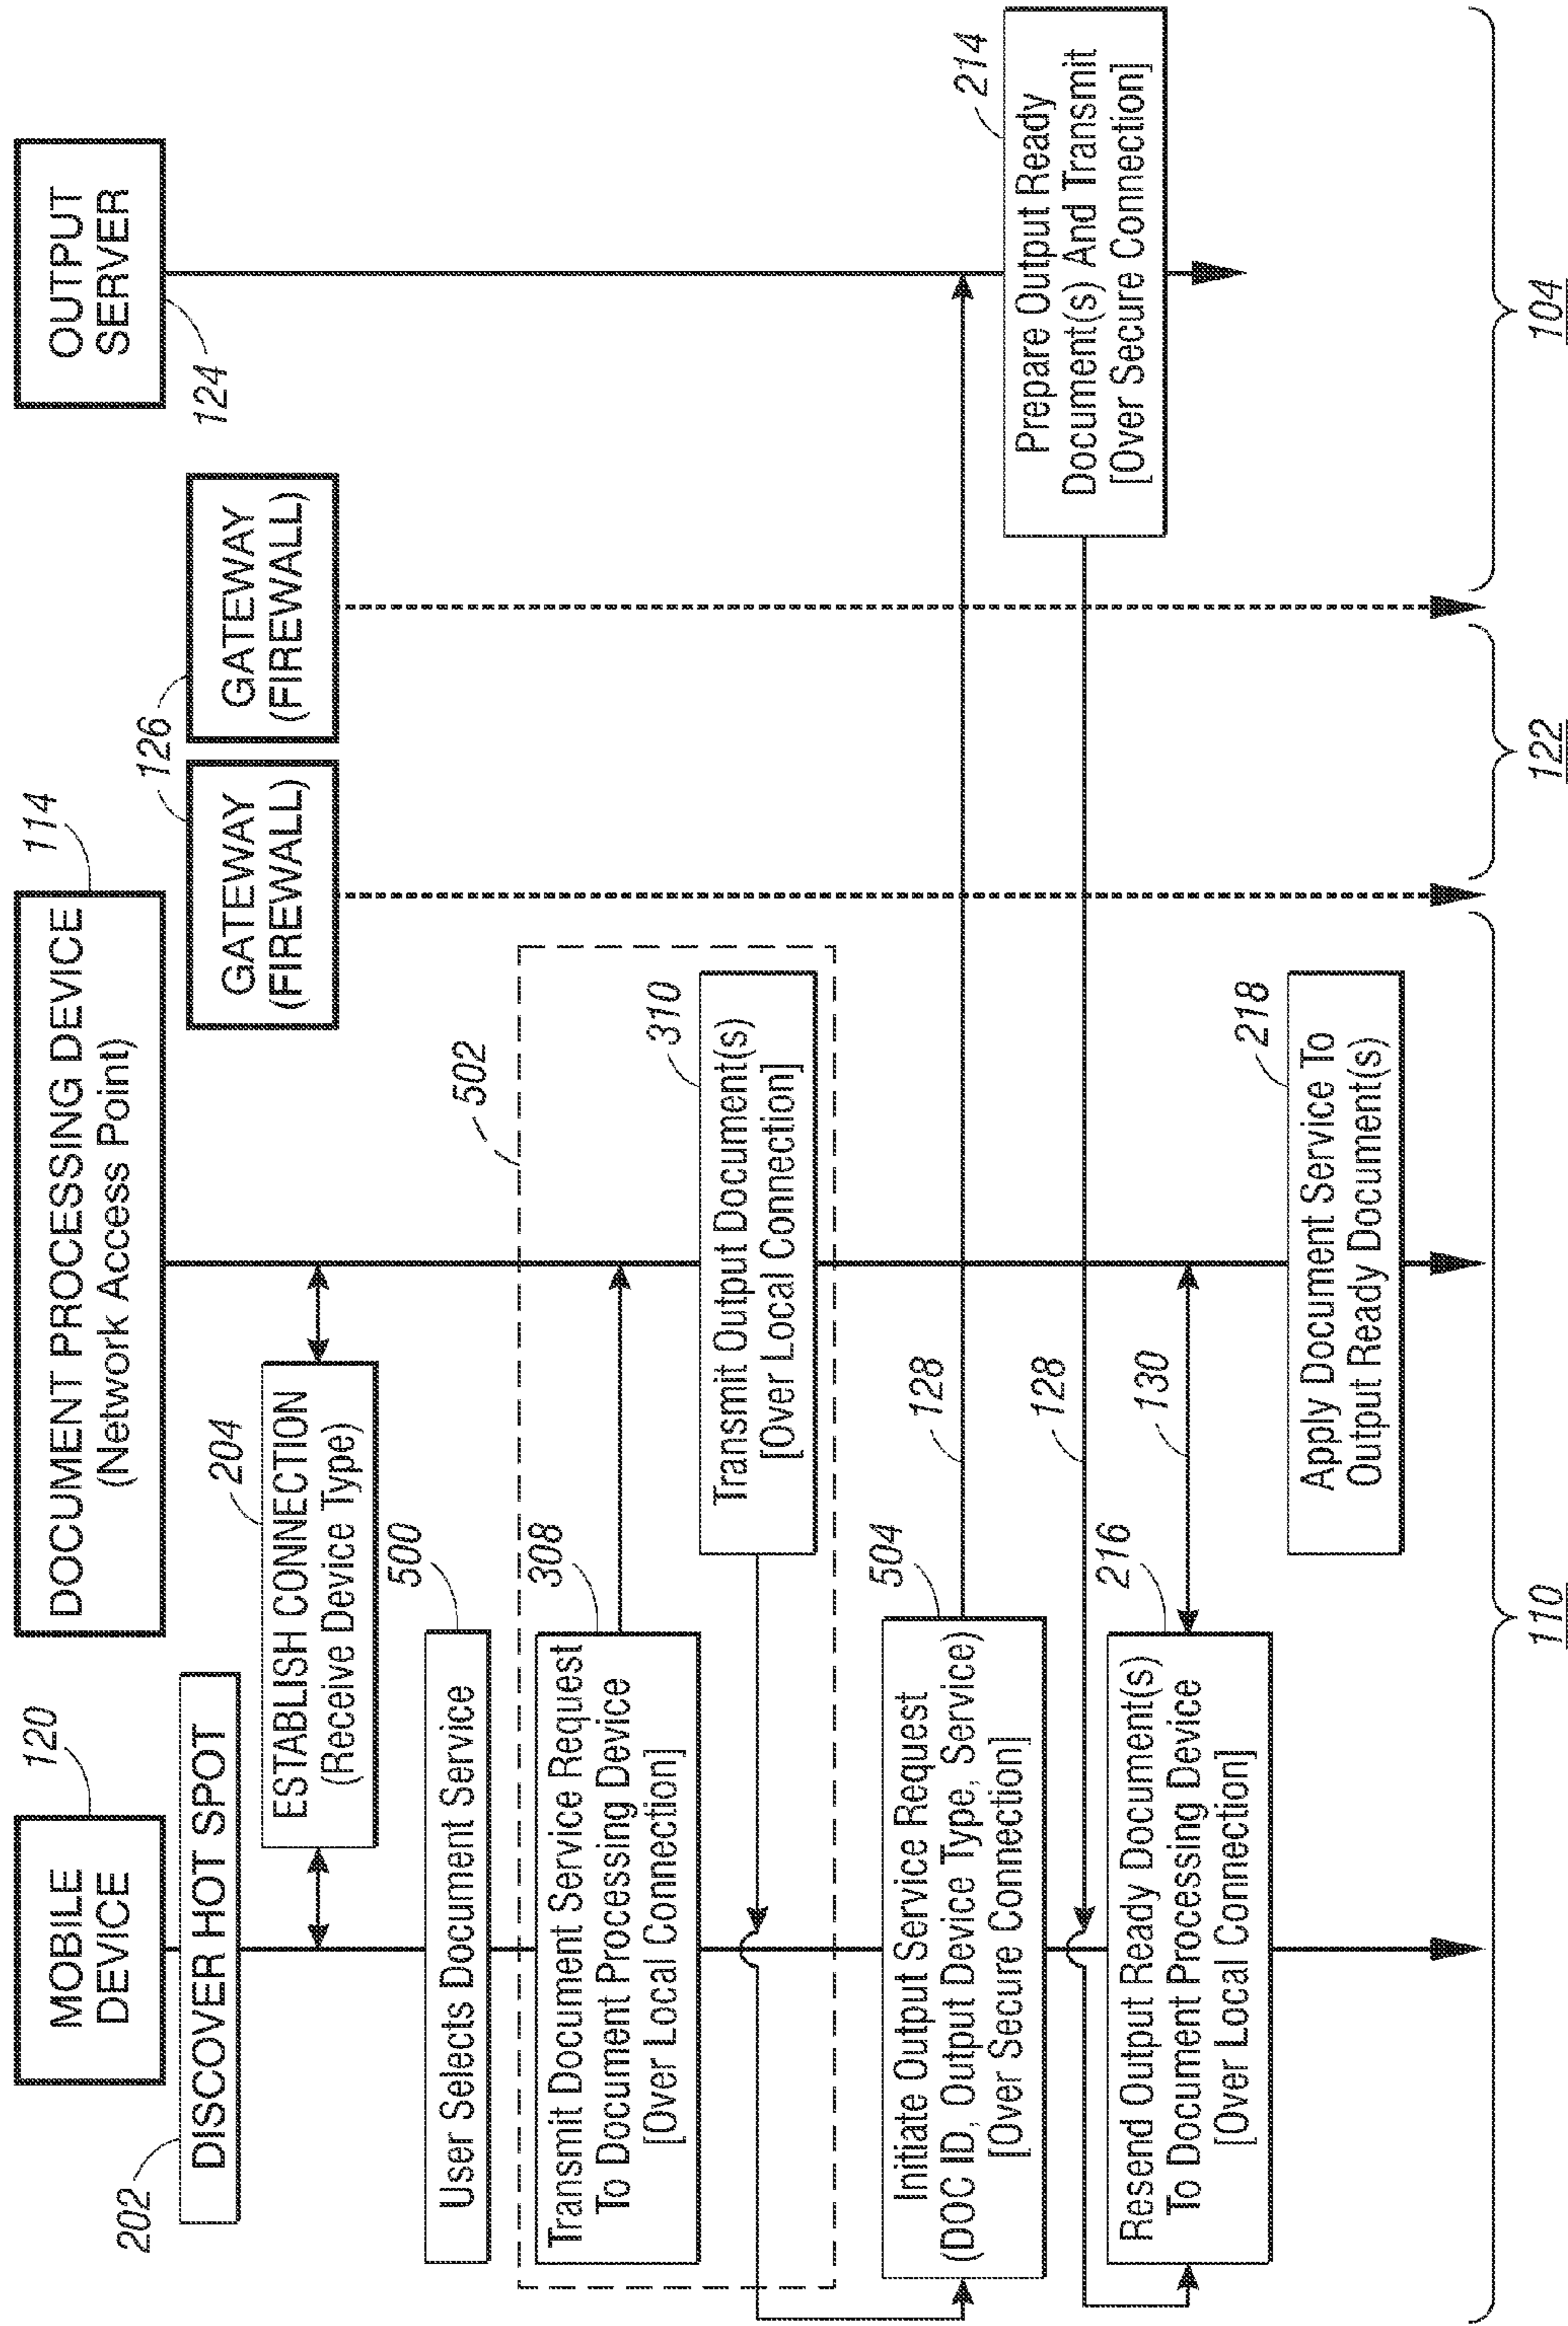 MOBILE
DEVICE
120
DOCUMENT PROCESSING DEVICE
(Network Access Point)
114
OUTPUT
SERVER
124
202
DISCOVER HOT SPOT
126
GATEWAY
(FIREWALL)
GATEWAY
(FIREWALL)
204
ESTABLISH CONNECTION
(Receive Device Type)
500
User Selects Document Service
502
308
Transmit Document Service Request
To Document Processing Device
[Over Local Connection]
310
Transmit Output Document(s)
[Over Local Connection]
504
Initiate Output Service Request
(DOC ID, Output Device Type, Service)
[Over Secure Connection]
128
214
Prepare Output Ready
Document(s) And Transmit
[Over Secure Connection]
128
216
Resend Output Ready Document(s)
To Document Processing Device
[Over Local Connection]
130
218
Apply Document Service To
Output Ready Document(s)
110
122
104